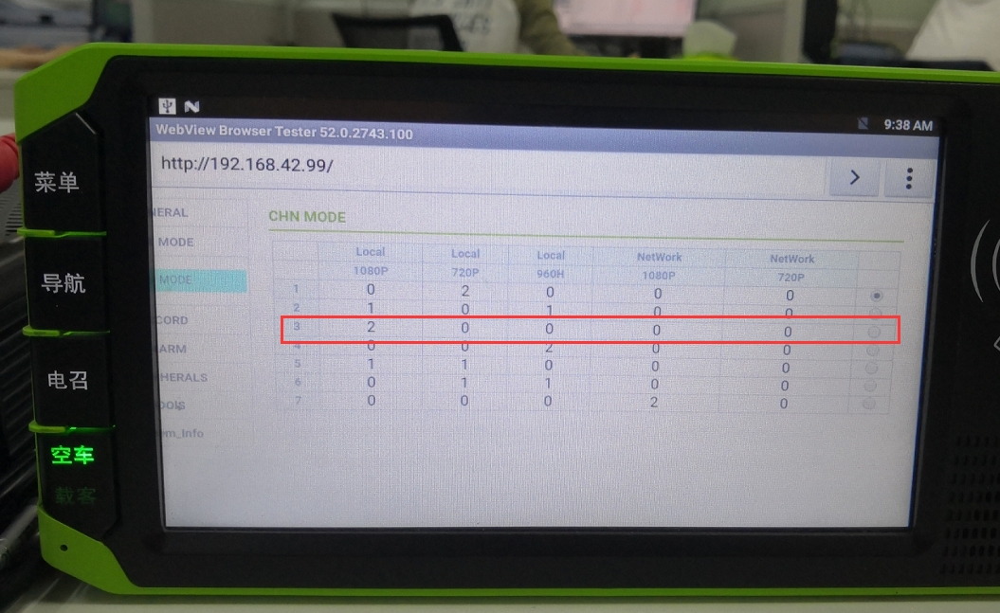 9:38 AM
WebView Browser Tester 52.0.2743.100
http://192.168.42.99/
菜单
导航
电召
空车
载客
NERAL
MODE
MODE
CORD
ARM
HERALS
OOLS
em_Info
CHN MODE
Local Local Local NetWork NetWork
1080P 720P 960H 1080P 720P
1 0 2 0 0 0
2 1 0 1 0 0
3 2 0 0 0 0
4 0 0 2 0 0
5 1 1 0 0 0
6 0 1 1 0 0
7 0 0 0 2 0